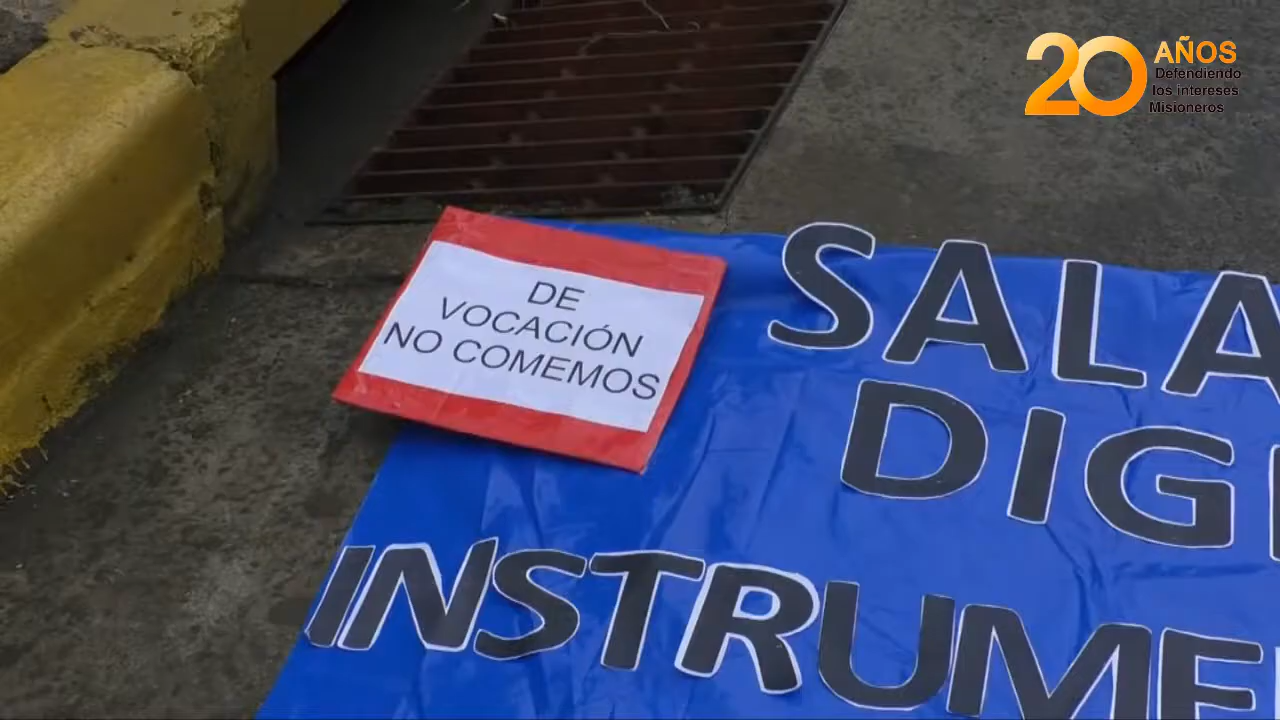 20 AÑOS
Defendiendo
los intereses
Misioneros
DE
VOCACIÓN
NO COMEMOS
SALA
DIG
INSTRUME